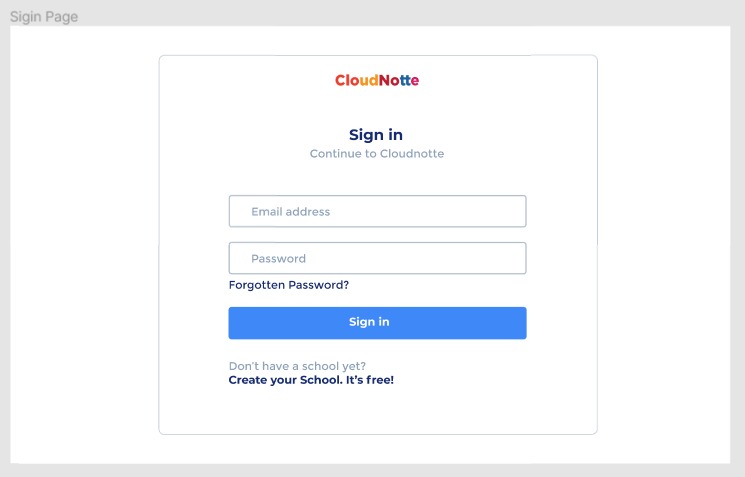 Sigin Page
CloudNotte
Sign in
Continue to Cloudnotte
Email address
Password
Forgotten Password?
Sign in
Don't have a school yet?
Create your School. It's free!